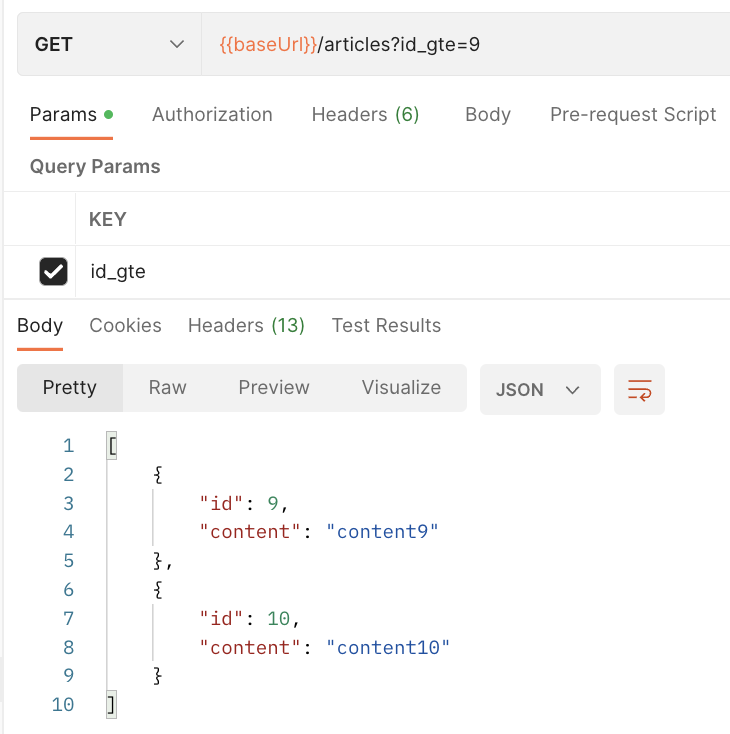 GET {{baseUrl}}/articles?id_gte=9
Params Authorization Headers (6) Body Pre-request Script
Query Params
KEY
id_gte
Body Cookies Headers (13) Test Results
Pretty Raw Preview Visualize JSON
1 [
2 {
3 "id": 9,
4 "content": "content9"
5 },
6 {
7 "id": 10,
8 "content": "content10"
9 }
10 ]